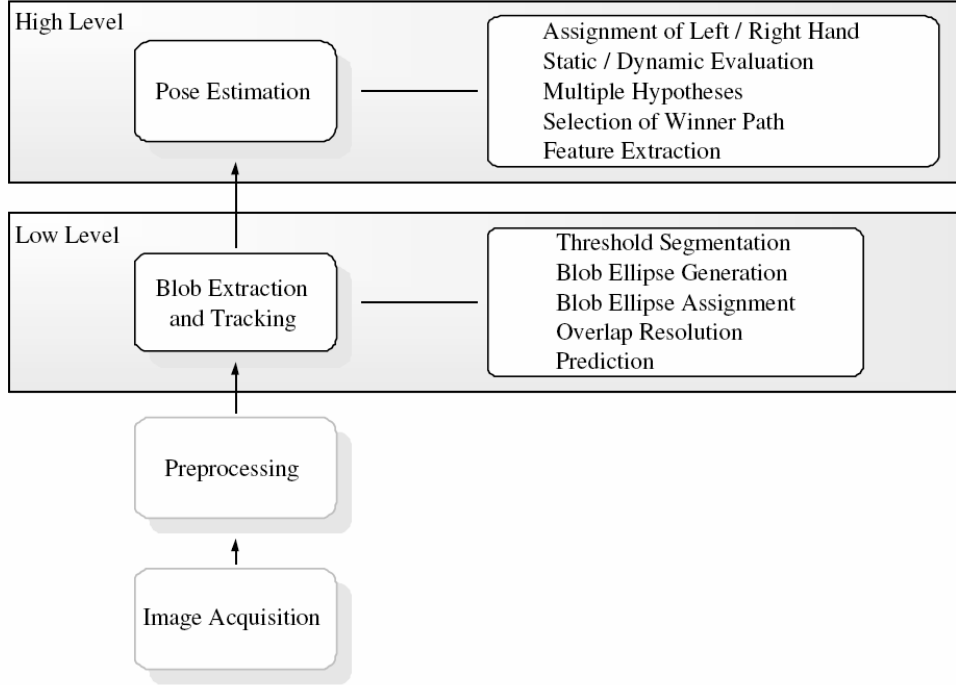 High Level
Pose Estimation
Assignment of Left / Right Hand
Static / Dynamic Evaluation
Multiple Hypotheses
Selection of Winner Path
Feature Extraction
Low Level
Blob Extraction
and Tracking
Threshold Segmentation
Blob Ellipse Generation
Blob Ellipse Assignment
Overlap Resolution
Prediction
Preprocessing
Image Acquisition